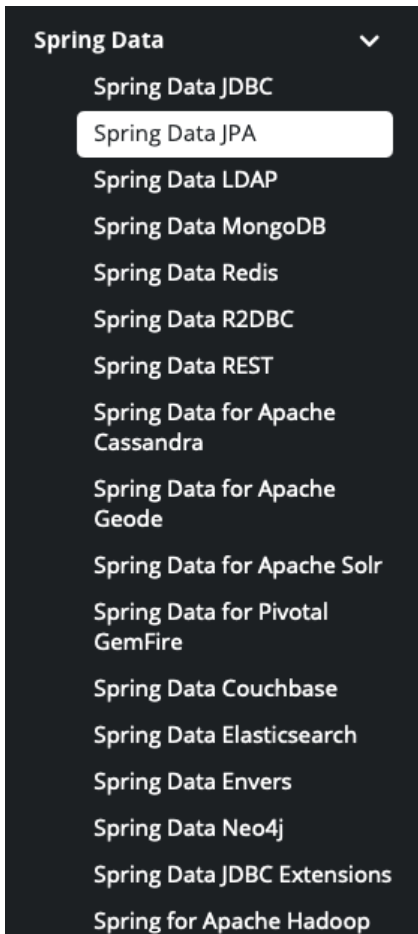 Spring Data
Spring Data JDBC
Spring Data JPA
Spring Data LDAP
Spring Data MongoDB
Spring Data Redis
Spring Data R2DBC
Spring Data REST
Spring Data for Apache
Cassandra
Spring Data for Apache
Geode
Spring Data for Apache Solr
Spring Data for Pivotal
GemFire
Spring Data Couchbase
Spring Data Elasticsearch
Spring Data Envers
Spring Data Neo4j
Spring Data JDBC Extensions
Spring for Apache Hadoop